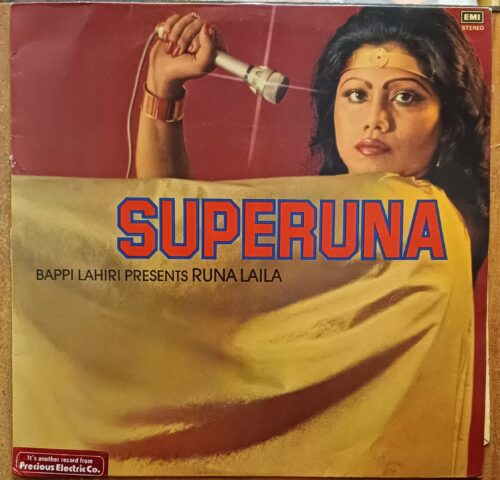 EMI
STEREO
SUPERUNA
BAPPI LAHIRI PRESENTS RUNA LAILA
It's another record from
Precious Electric Co.